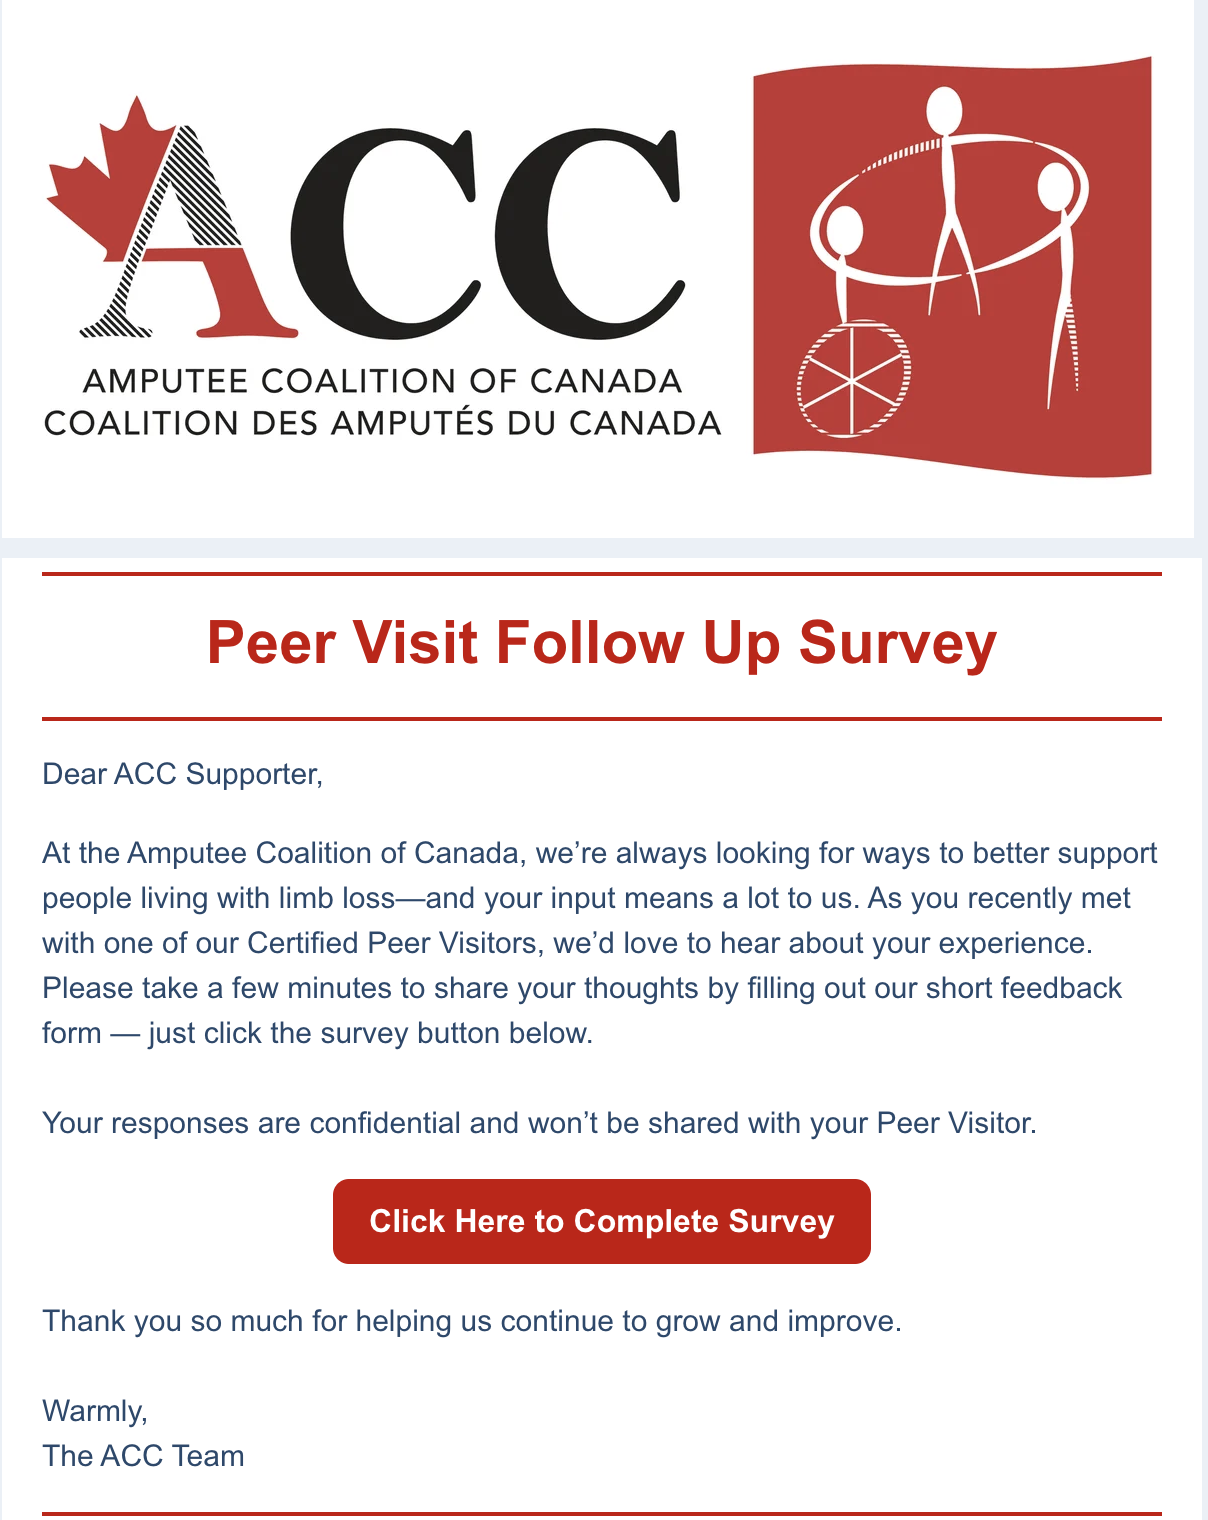 ACC
AMPUTEE COALITION OF CANADA
COALITION DES AMPUTÉS DU CANADA
Peer Visit Follow Up Survey
Dear ACC Supporter,
At the Amputee Coalition of Canada, we’re always looking for ways to better support
people living with limb loss—and your input means a lot to us. As you recently met
with one of our Certified Peer Visitors, we’d love to hear about your experience.
Please take a few minutes to share your thoughts by filling out our short feedback
form — just click the survey button below.
Your responses are confidential and won’t be shared with your Peer Visitor.
Click Here to Complete Survey
Thank you so much for helping us continue to grow and improve.
Warmly,
The ACC Team